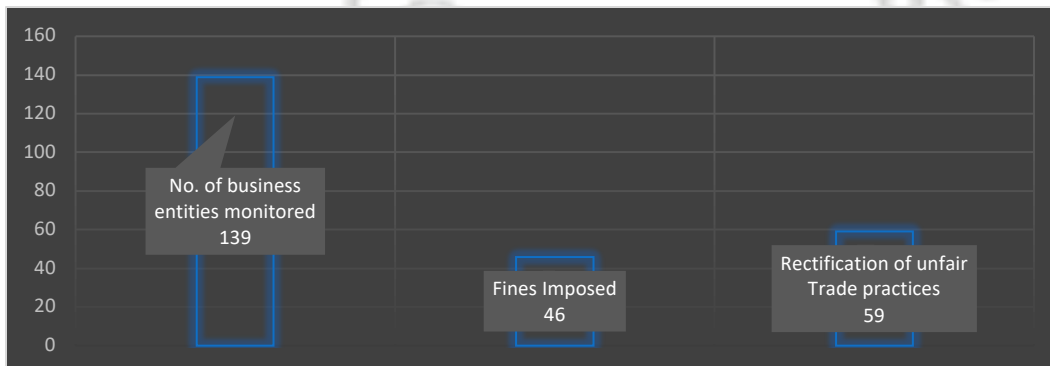 160
140
120
100
80
60
40
20
0
No. of business
entities monitored
139
Fines Imposed
46
Rectification of unfair
Trade practices
59